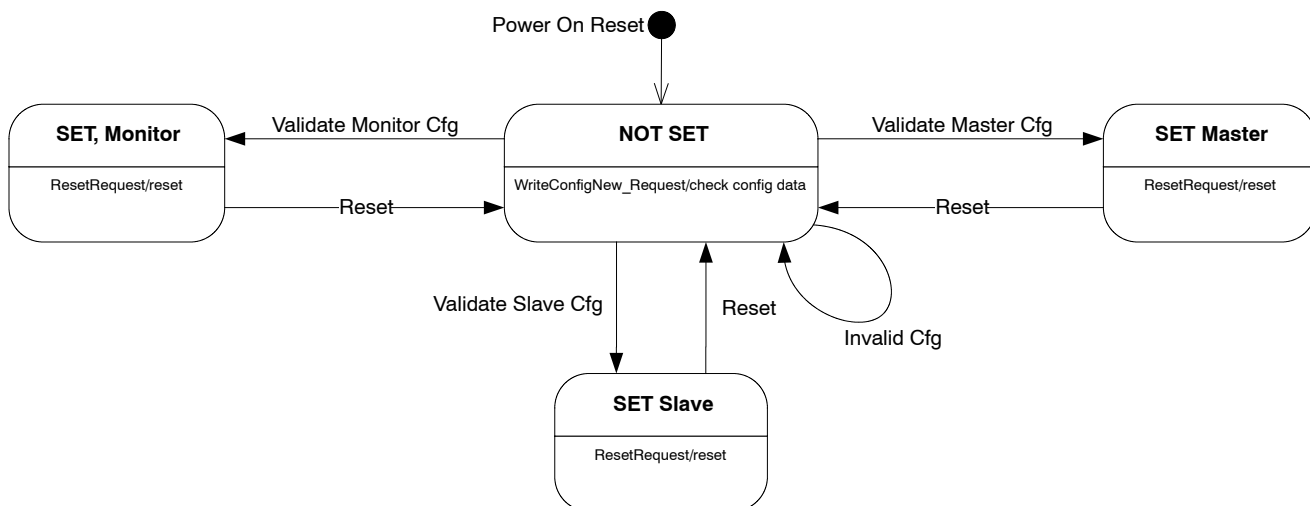 Power On Reset
SET, Monitor
ResetRequest/reset
Validate Monitor Cfg
Reset
NOT SET
WriteConfigNew_Request/check config data
Validate Master Cfg
Reset
SET Master
ResetRequest/reset
Validate Slave Cfg
Reset
Invalid Cfg
SET Slave
ResetRequest/reset